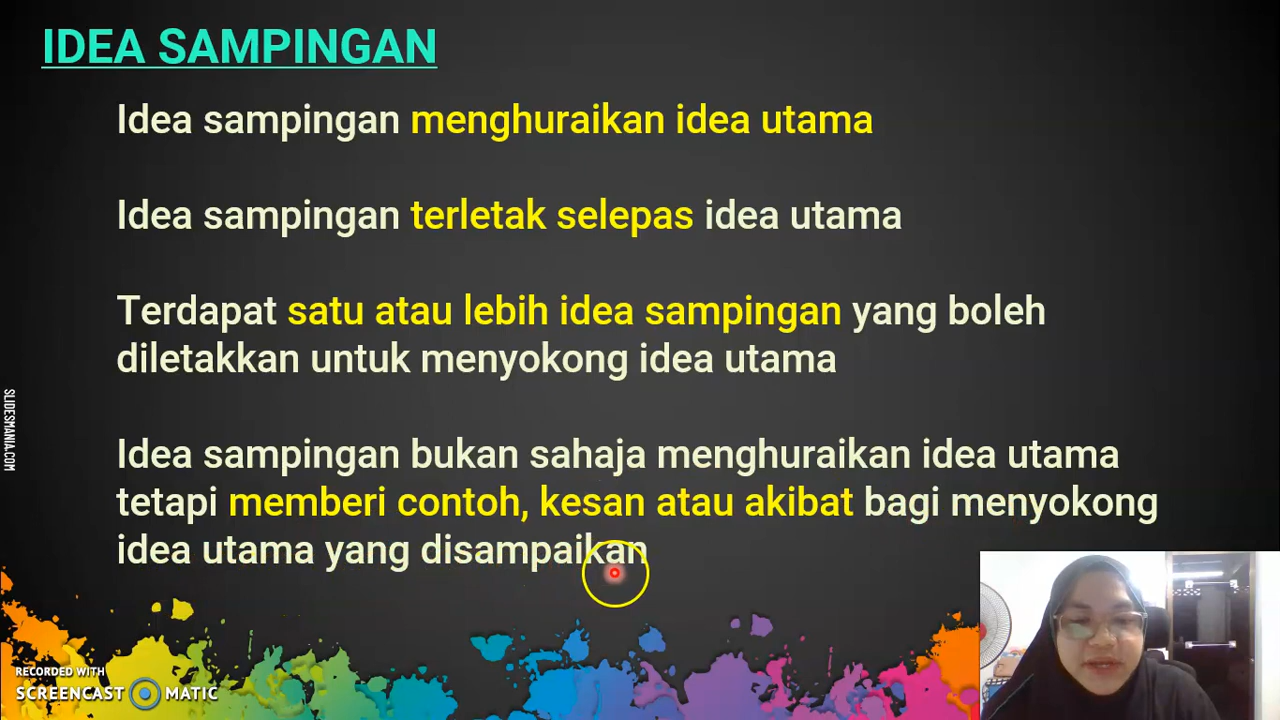 IDEA SAMPINGAN
Idea sampingan menghuraikan idea utama
Idea sampingan terletak selepas idea utama
Terdapat satu atau lebih idea sampingan yang boleh
diletakkan untuk menyokong idea utama
Idea sampingan bukan sahaja menghuraikan idea utama
tetapi memberi contoh, kesan atau akibat bagi menyokong
idea utama yang disampaikan
SLIDESMANIA.COM
RECORDED WITH
SCREENCAST MATIC